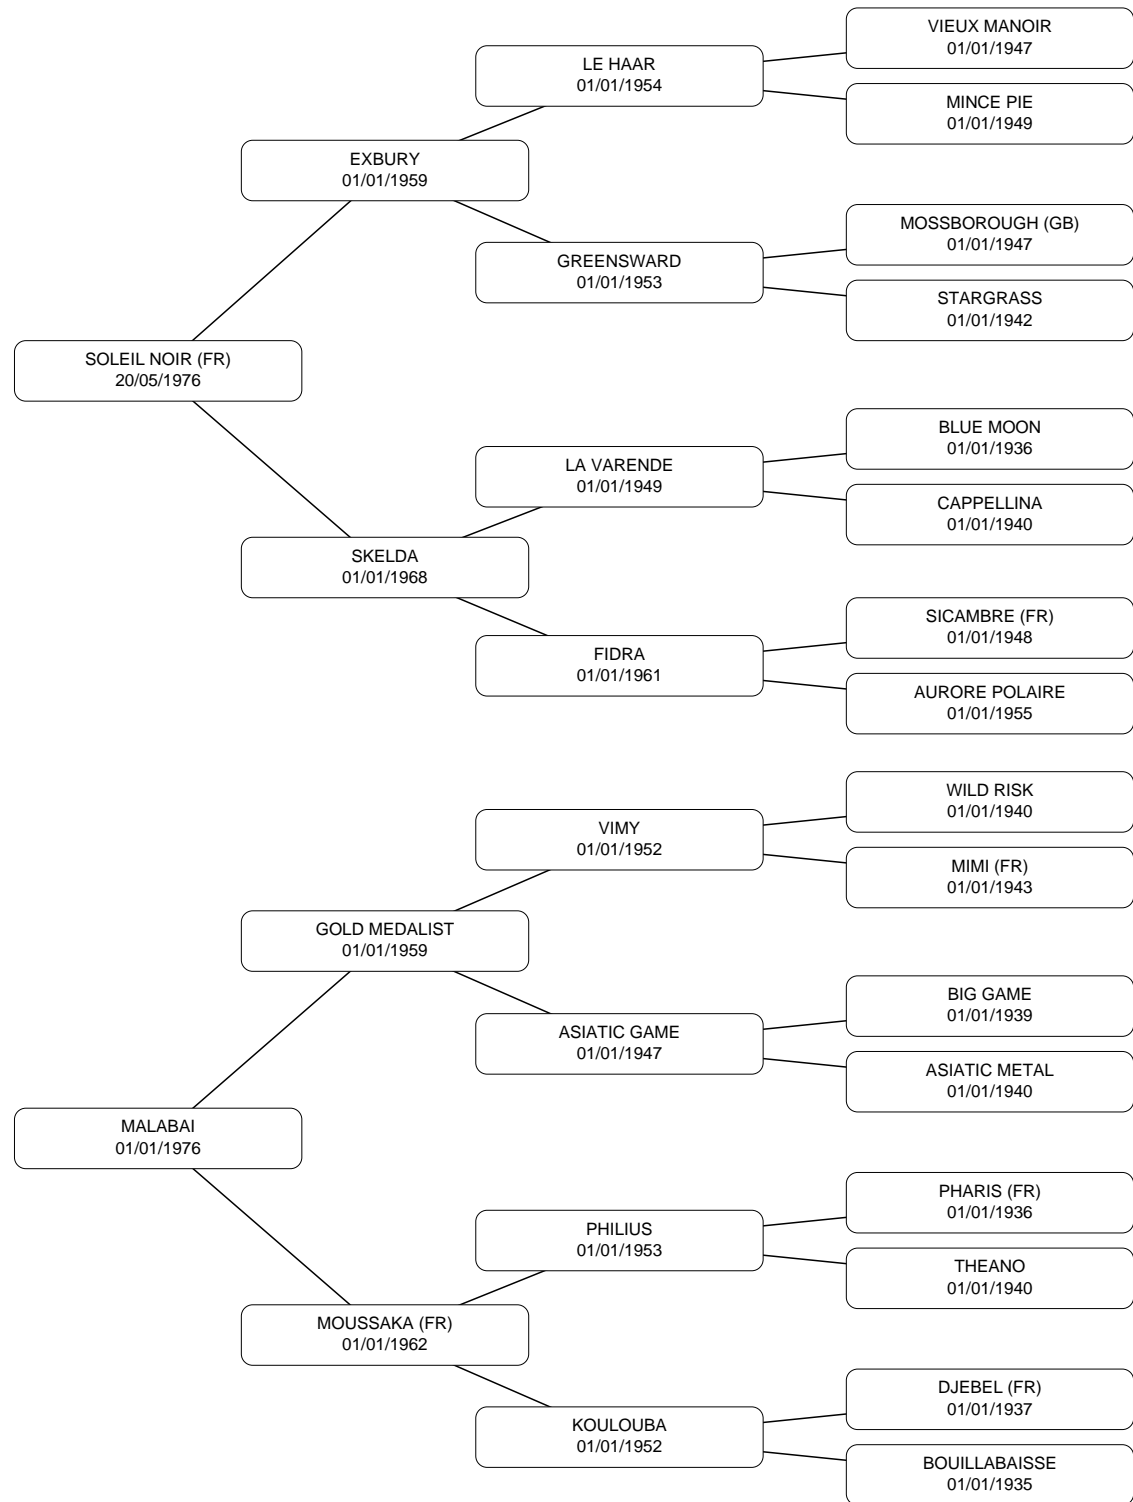 VIEUX MANOIR
01/01/1947
LE HAAR
01/01/1954
MINCE PIE
01/01/1949
EXBURY
01/01/1959
MOSSBOROUGH (GB)
01/01/1947
GREENSWARD
01/01/1953
STARGRASS
01/01/1942
SOLEIL NOIR (FR)
20/05/1976
BLUE MOON
01/01/1936
LA VARENDE
01/01/1949
CAPPELLINA
01/01/1940
SKELDA
01/01/1968
SICAMBRE (FR)
01/01/1948
FIDRA
01/01/1961
AURORE POLAIRE
01/01/1955
WILD RISK
01/01/1940
VIMY
01/01/1952
MIMI (FR)
01/01/1943
GOLD MEDALIST
01/01/1959
BIG GAME
01/01/1939
ASIATIC GAME
01/01/1947
ASIATIC METAL
01/01/1940
MALABAI
01/01/1976
PHARIS (FR)
01/01/1936
PHILIUS
01/01/1953
THEANO
01/01/1940
MOUSSAKA (FR)
01/01/1962
DJEBEL (FR)
01/01/1937
KOULOUBA
01/01/1952
BOUILLABAISSE
01/01/1935